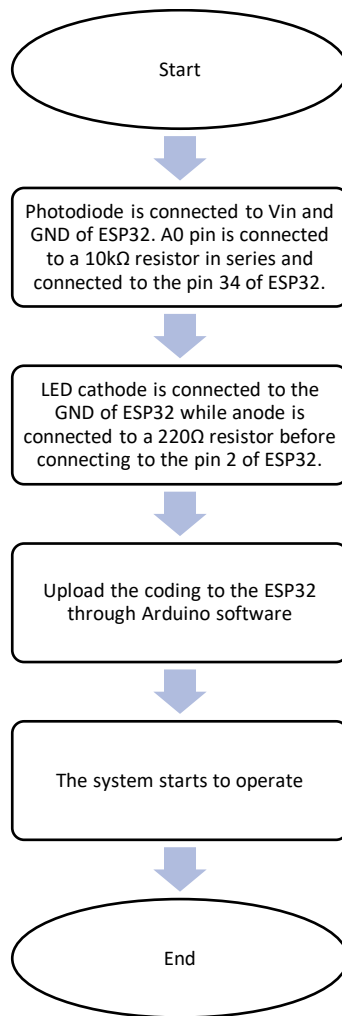 Start
Photodiode is connected to Vin and
GND of ESP32. A0 pin is connected
to a 10kΩ resistor in series and
connected to the pin 34 of ESP32.
LED cathode is connected to the
GND of ESP32 while anode is
connected to a 220Ω resistor before
connecting to the pin 2 of ESP32.
Upload the coding to the ESP32
through Arduino software
The system starts to operate
End